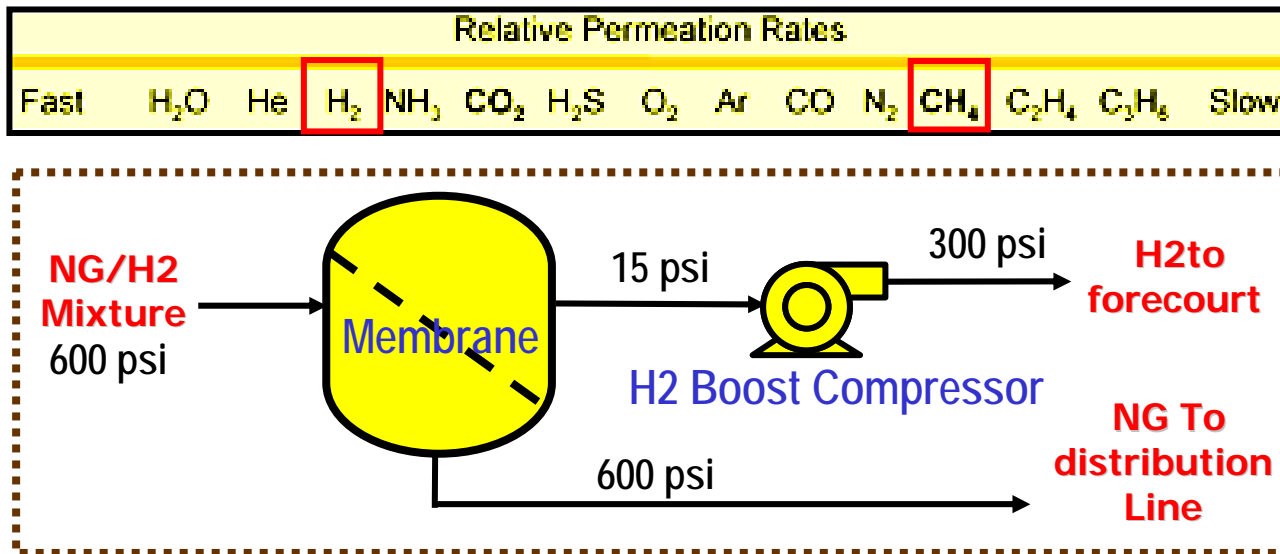 Relative Permeation Rates
Fast H₂O He H₂ NH₃ CO₂ H₂S O₂ Ar CO N₂ CH₄ C₂H₄ C₃H₆ Slow
NG/H2
Mixture
600 psi
Membrane
15 psi
300 psi
H2to
forecourt
H2 Boost Compressor
600 psi
NG To
distribution
Line